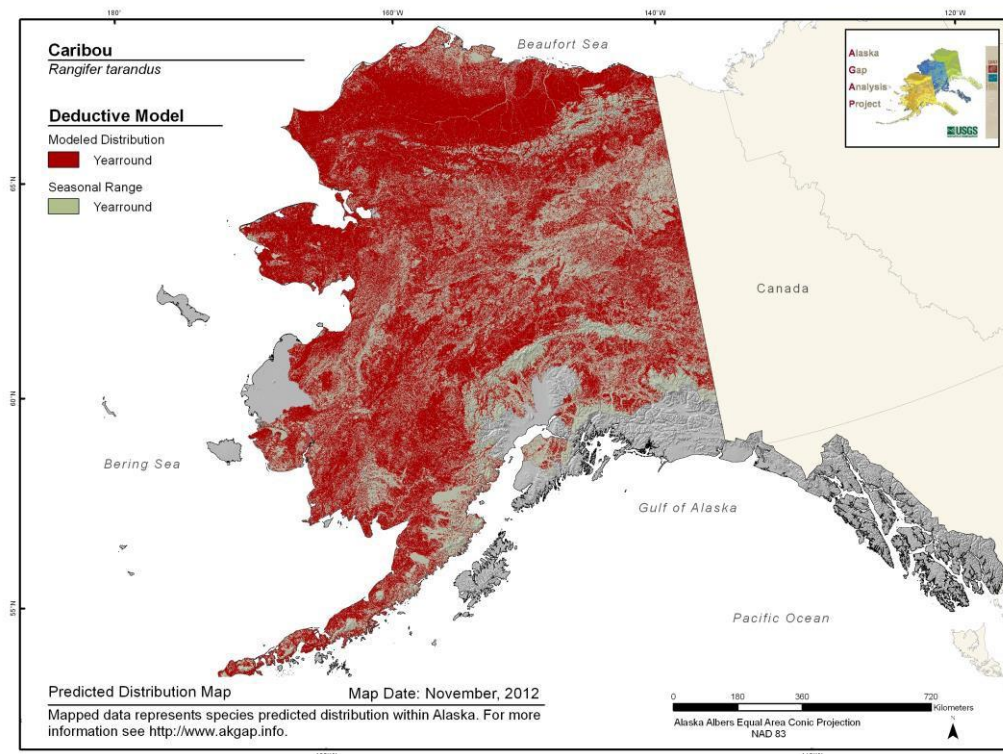 180°
160°W
140°W
120°W
Caribou
Rangifer tarandus
Beaufort Sea
Alaska
Gap
Analysis
Project
USGS
Deductive Model
Modeled Distribution
Yearround
Seasonal Range
Yearround
65°N
Canada
60°N
Bering Sea
Gulf of Alaska
55°N
Pacific Ocean
Predicted Distribution Map Map Date: November, 2012
Mapped data represents species predicted distribution within Alaska. For more
information see http://www.akgap.info.
0 180 360 720
Kilometers
Alaska Albers Equal Area Conic Projection
NAD 83
N